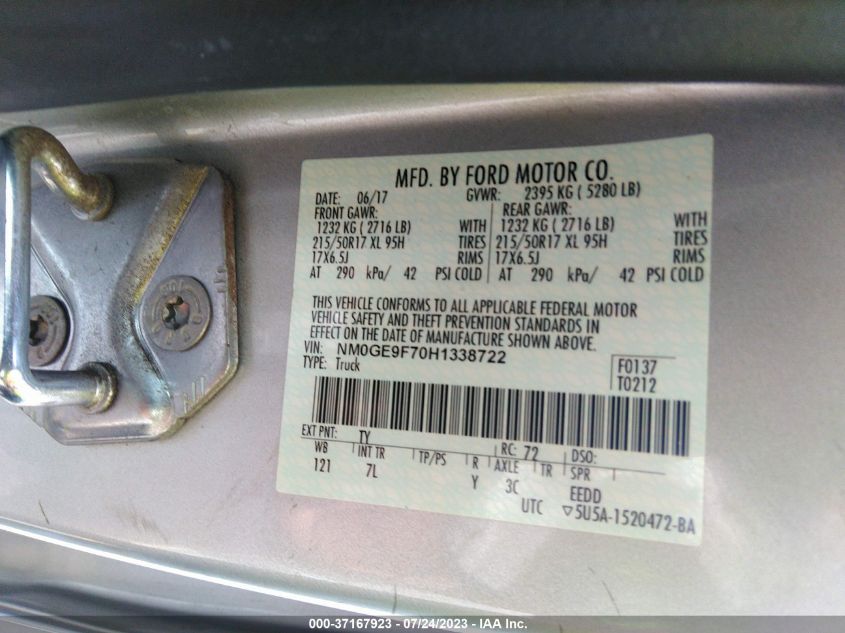 MFD. BY FORD MOTOR CO.
DATE: 06/17 GVWR: 2395 KG ( 5280 LB)
FRONT GAWR: REAR GAWR:
1232 KG ( 2716 LB) WITH 1232 KG ( 2716 LB) WITH
215/50R17 XL 95H TIRES 215/50R17 XL 95H TIRES
17X6.5J RIMS 17X6.5J RIMS
AT 290 kPa/ 42 PSI COLD AT 290 kPa/ 42 PSI COLD
THIS VEHICLE CONFORMS TO ALL APPLICABLE FEDERAL MOTOR
VEHICLE SAFETY AND THEFT PREVENTION STANDARDS IN
EFFECT ON THE DATE OF MANUFACTURE SHOWN ABOVE.
VIN: NM0GE9F70H1338722
TYPE: Truck
F0137
T0212
EXT PNT: TY RC: 72 DSO:
WB INT TR TP/PS R AXLE TR SPR
121 7L Y 3C EEDD
UTC ▽5U5A-1520472-BA
000-37167923 - 07/24/2023 - COPYRIGHT IAA, LLC.